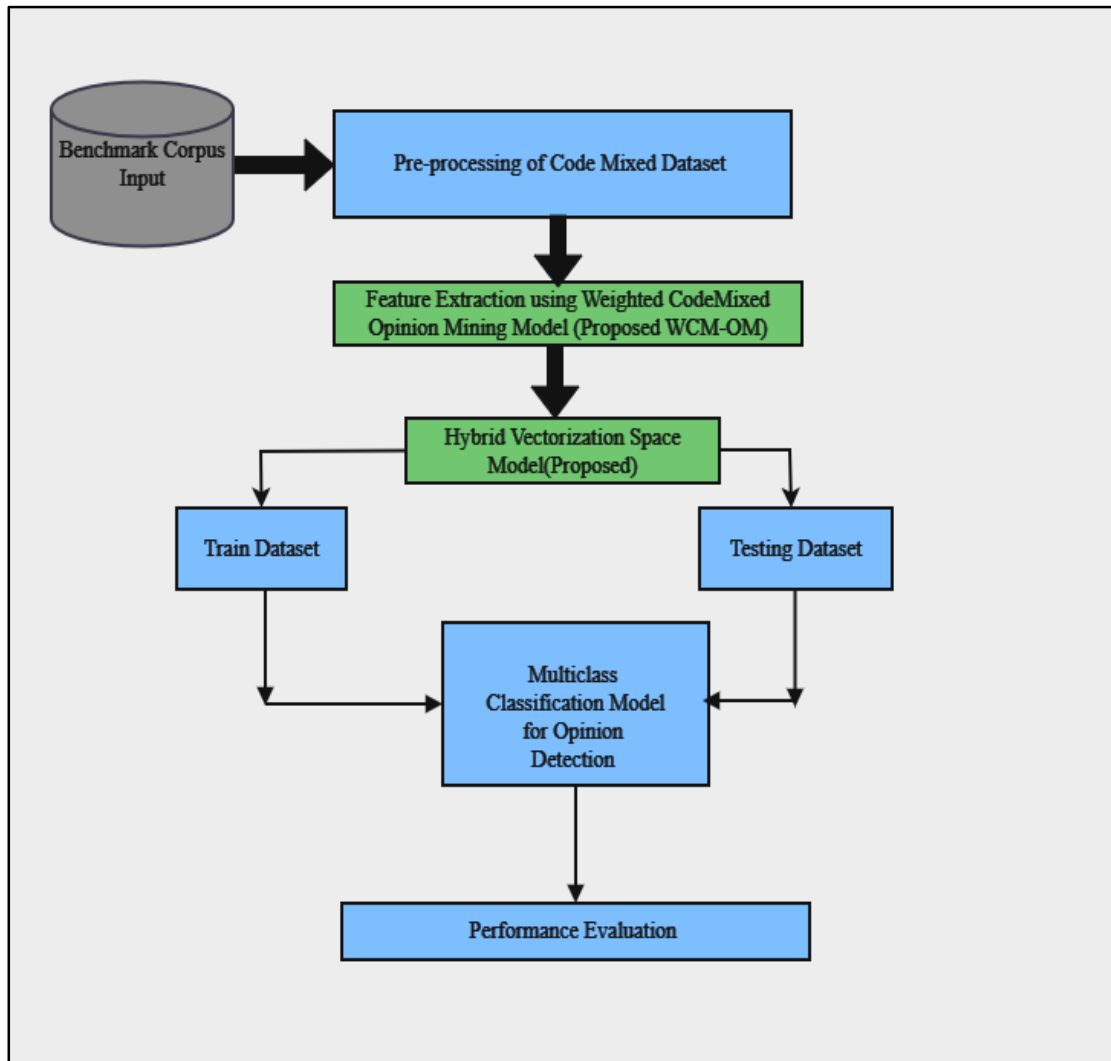 Benchmark Corpus
Input
Pre-processing of Code Mixed Dataset
Feature Extraction using Weighted CodeMixed
Opinion Mining Model (Proposed WCM-OM)
Hybrid Vectorization Space
Model(Proposed)
Train Dataset
Testing Dataset
Multiclass
Classification Model
for Opinion
Detection
Performance Evaluation